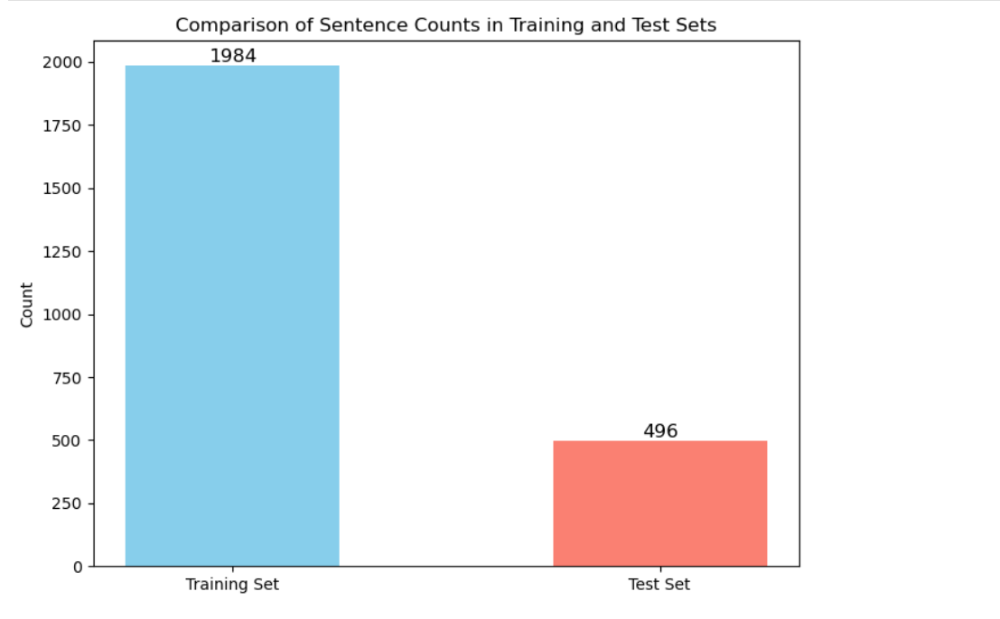 Comparison of Sentence Counts in Training and Test Sets
1984
2000
1750
1500
1250
Count
1000
750
496
500
250
0
Training Set
Test Set